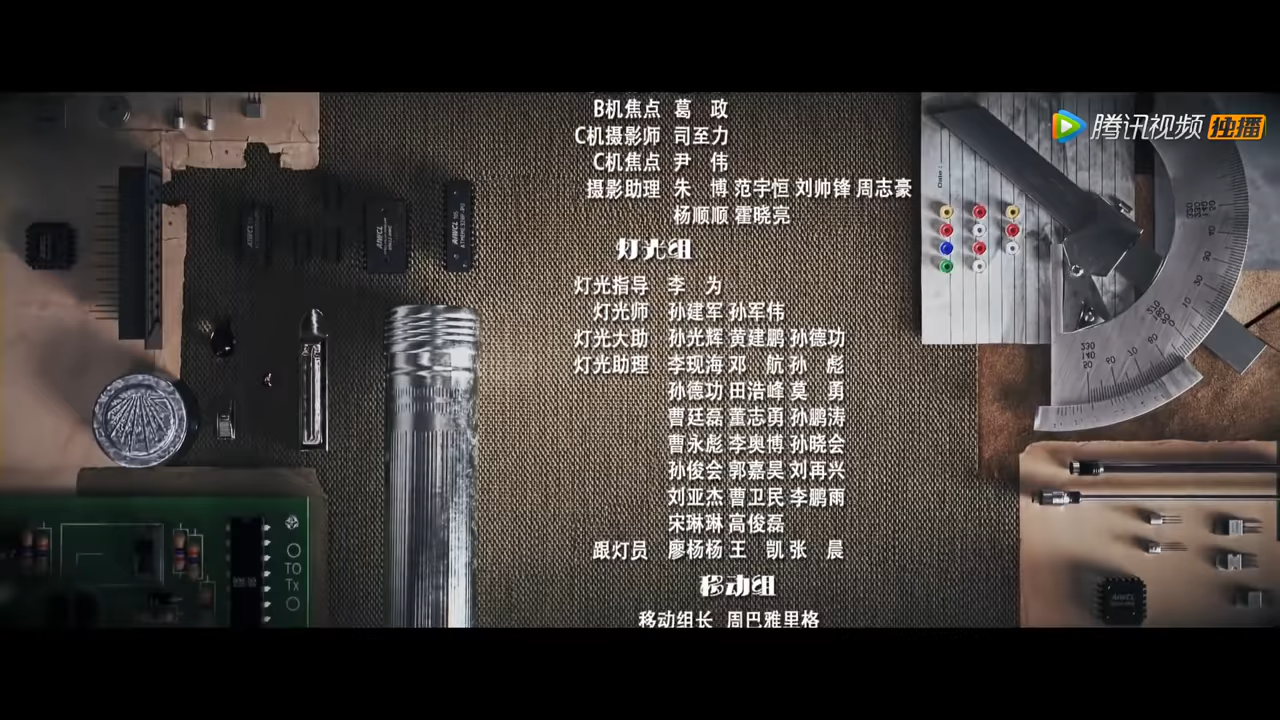 B机焦点 葛 政
C机摄影师 司至力
C机焦点 尹 伟
摄影助理 朱 博 范宇恒 刘帅锋 周志豪
杨顺顺 霍晓亮
灯光组
灯光指导 李 为
灯光师 孙建军 孙军伟
灯光大助 孙光辉 黄建鹏 孙德功
灯光助理 李现海 邓 航 孙 彪
孙德功 田浩峰 莫 勇
曹廷磊 董志勇 孙鹏涛
曹永彪 李奥博 孙晓会
孙俊会 郭嘉昊 刘再兴
刘亚杰 曹卫民 李鹏雨
宋琳琳 高俊磊
跟灯员 廖杨杨 王 凯 张 晨
移动组
移动组长 周巴雅里格
腾讯视频 独播
Date:
TO
Tx